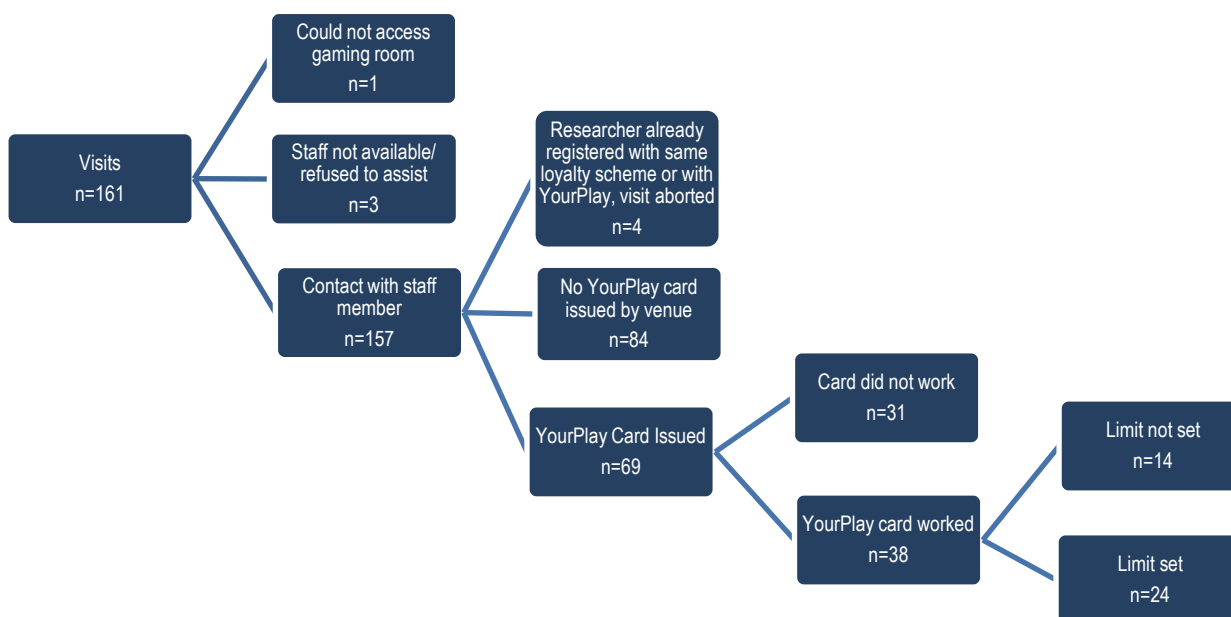 Could not access
gaming room
n=1
Visits
n=161
Staff not available/
refused to assist
n=3
Contact with staff
member
n=157
Researcher already
registered with same
loyalty scheme or with
YourPlay, visit aborted
n=4
No YourPlay card
issued by venue
n=84
YourPlay Card Issued
n=69
Card did not work
n=31
YourPlay card worked
n=38
Limit not set
n=14
Limit set
n=24